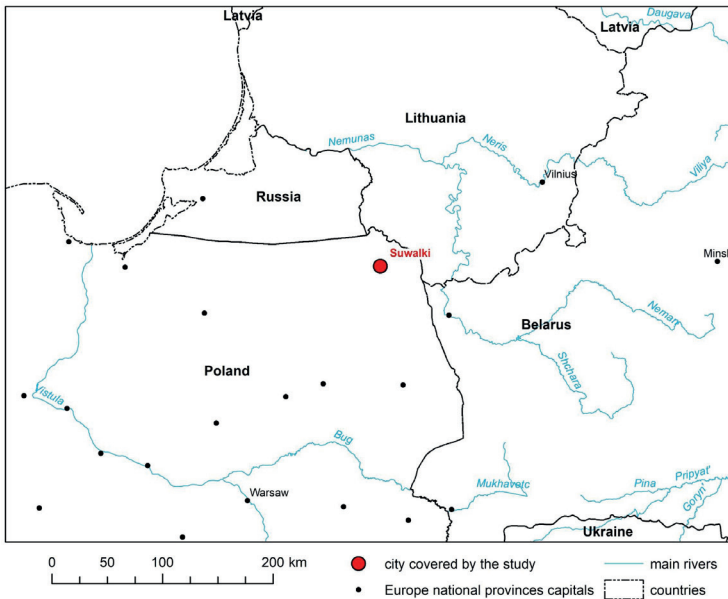 Latvia
Daugava
Latvia
Lithuania
Nemunas
Neris
Vilnius
Viliya
Russia
Suwalki
Minsk
Belarus
Neman
Shchara
Poland
Vistula
Bug
Warsaw
Mukhavetc
Pina
Pripyat'
Goryn'
Ukraine
0 50 100 200 km
city covered by the study
main rivers
Europe national provinces capitals
countries